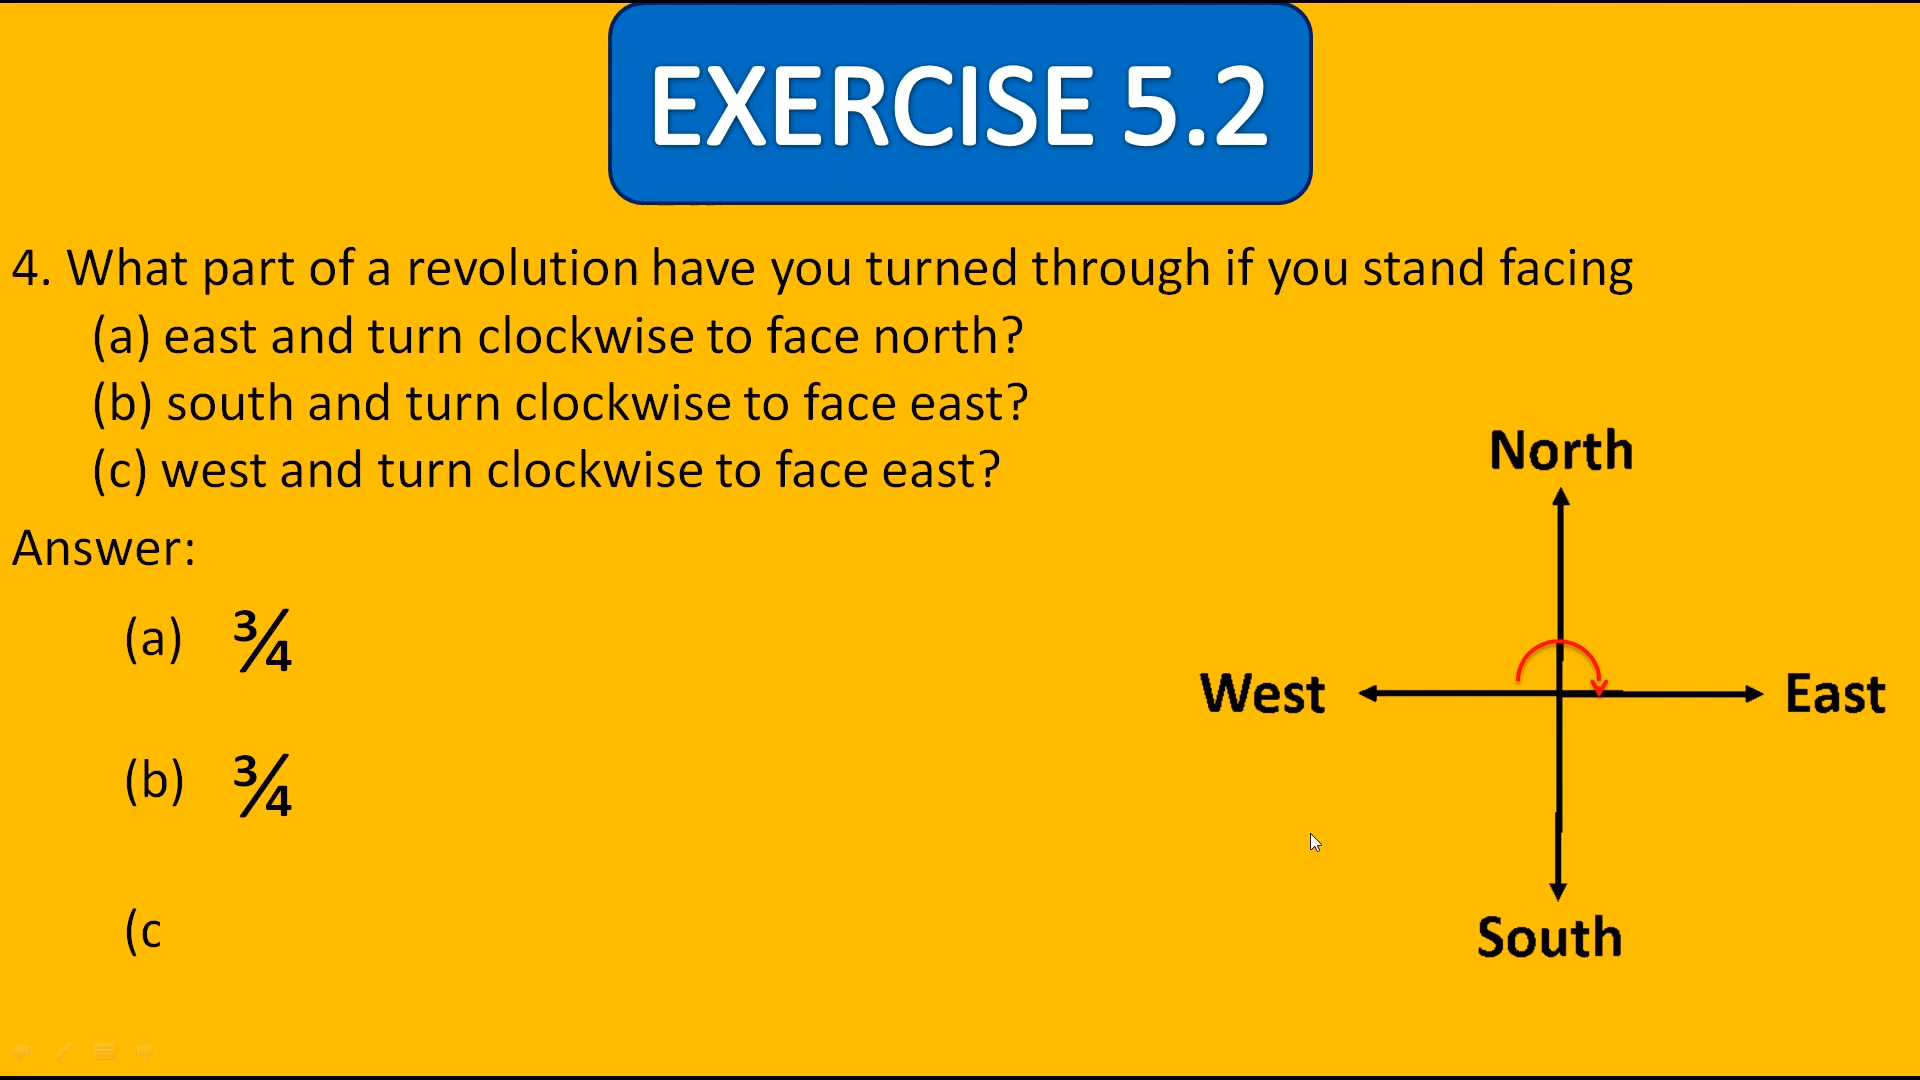 EXERCISE 5.2
4. What part of a revolution have you turned through if you stand facing
(a) east and turn clockwise to face north?
(b) south and turn clockwise to face east?
(c) west and turn clockwise to face east?
Answer:
(a) ¾
(b) ¾
(c
North
West
East
South